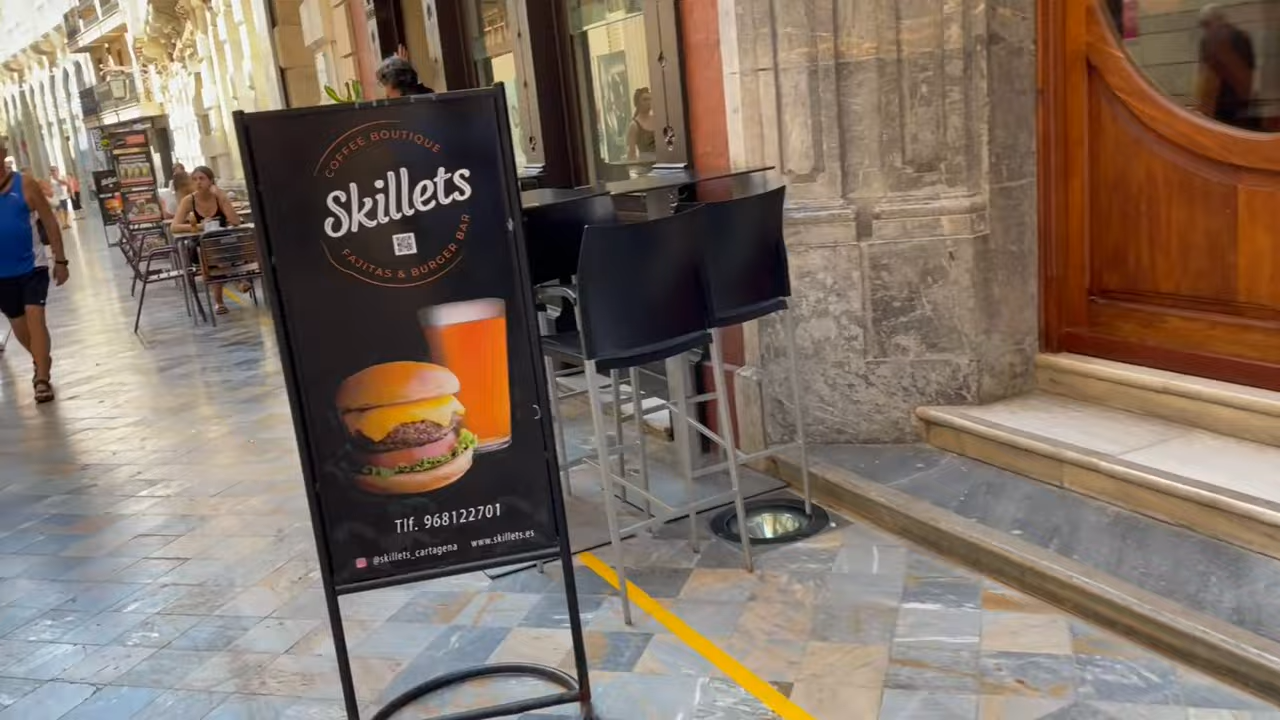 COFFEE BOUTIQUE
Skillets
FAJITAS & BURGER BAR
Tlf. 968122701
@skillets_cartagena www.skillets.es